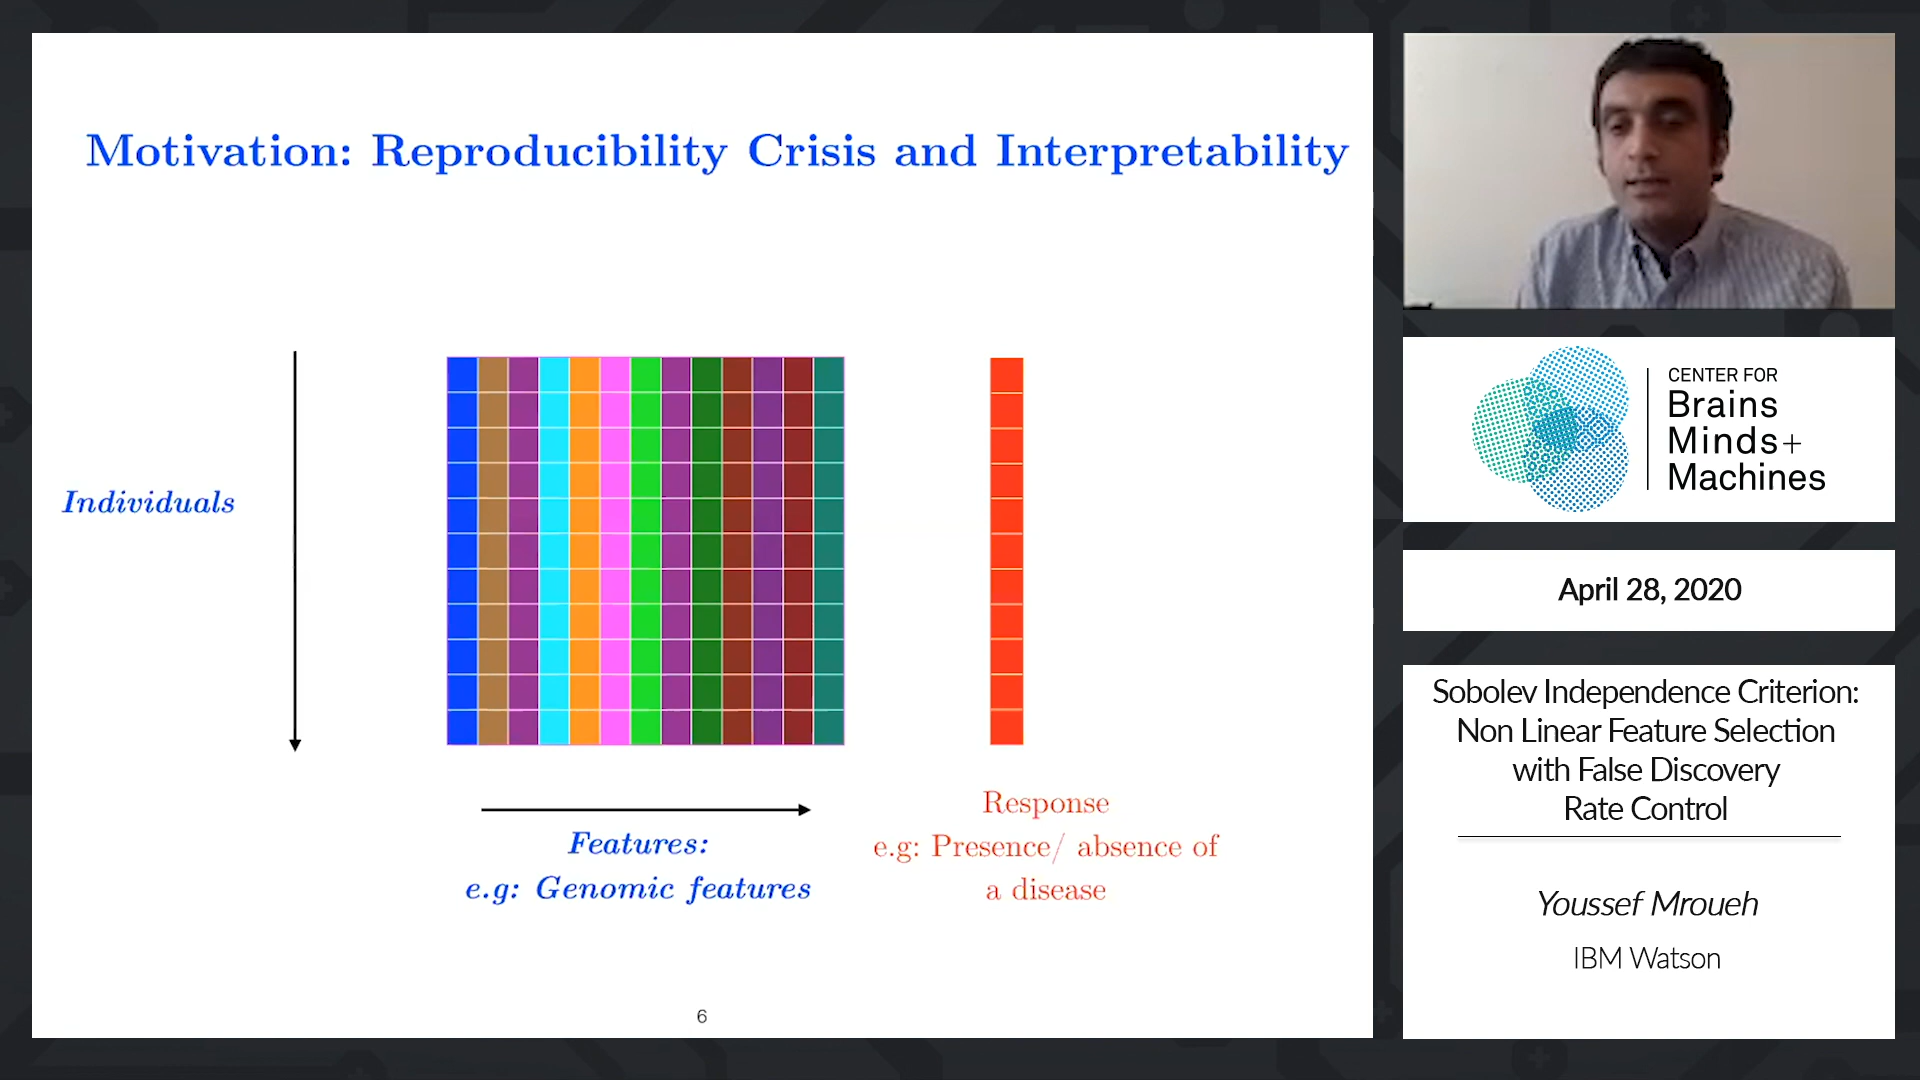 Motivation: Reproducibility Crisis and Interpretability
Individuals
Features:
e.g: Genomic features
Response
e.g: Presence/ absence of
a disease
6
CENTER FOR
Brains
Minds+
Machines
April 28, 2020
Sobolev Independence Criterion:
Non Linear Feature Selection
with False Discovery
Rate Control
Youssef Mroueh
IBM Watson